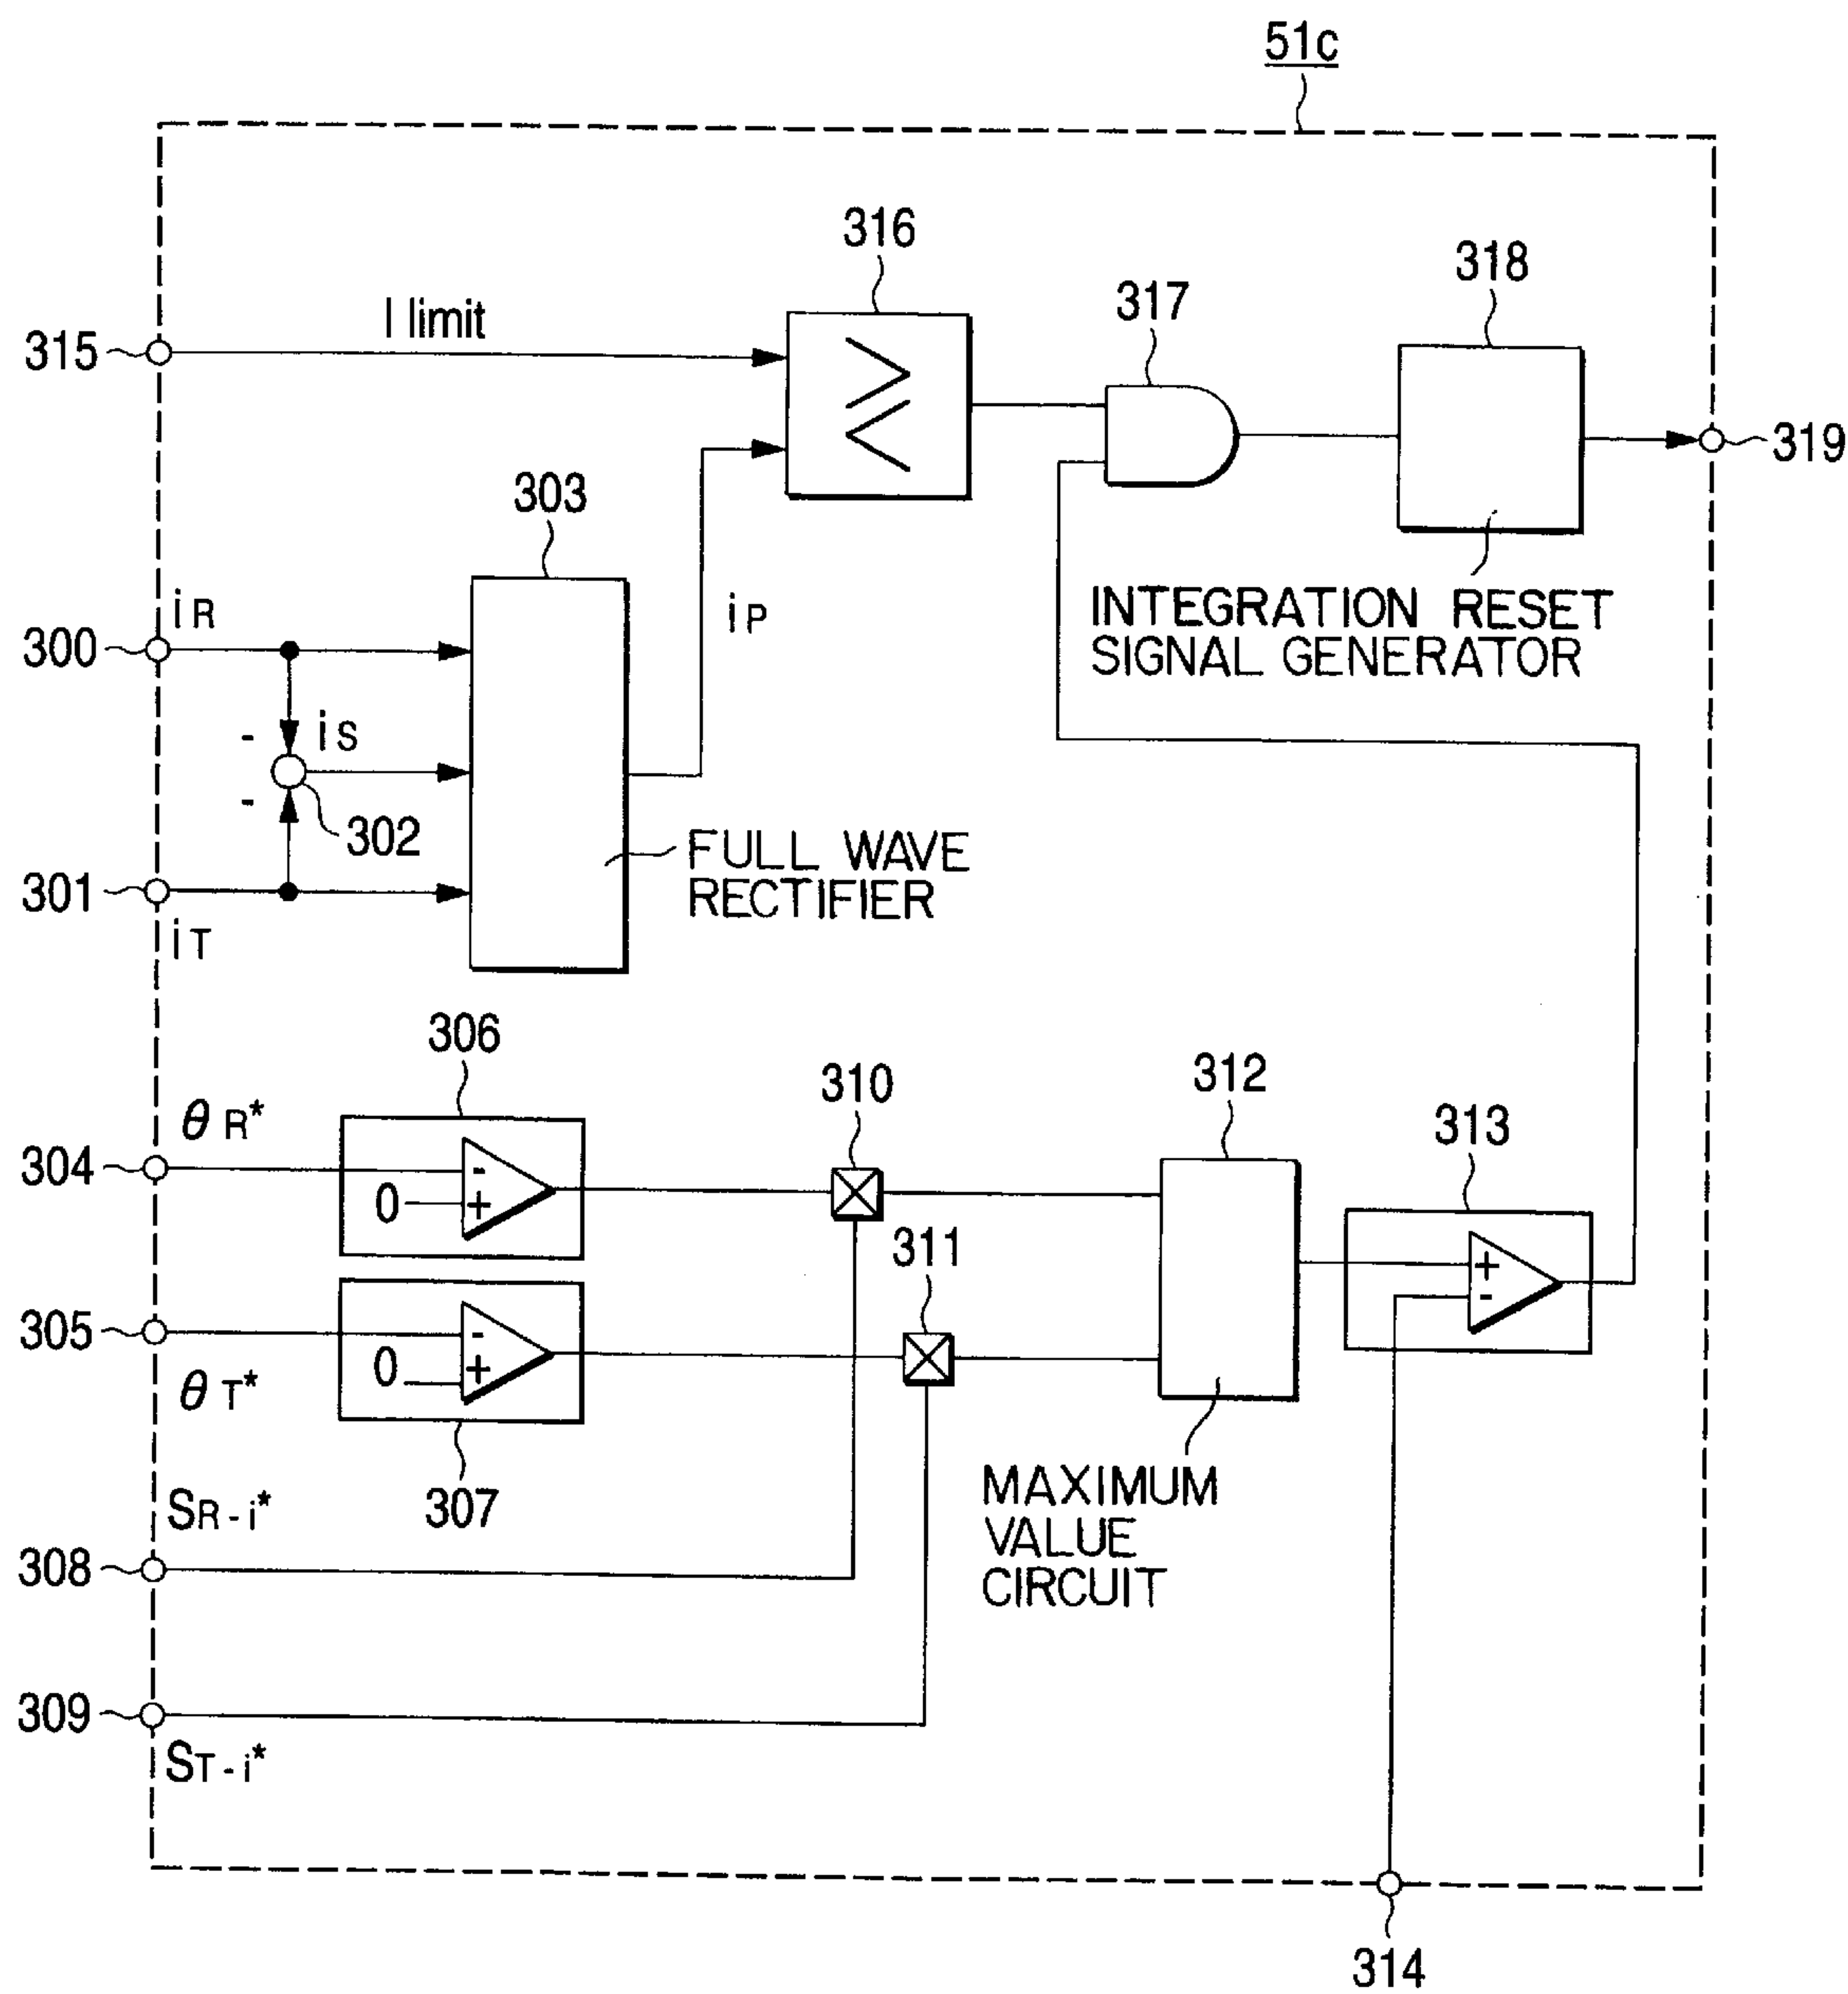 51c
316
318
317
I limit
315
319
303
iR
iP
INTEGRATION RESET
SIGNAL GENERATOR
300
-
iS
-
302
FULL WAVE
RECTIFIER
301
iT
306
310
312
313
θR*
304
-
0
+
311
+
-
305
-
0
+
θT*
307
MAXIMUM
VALUE
CIRCUIT
SR-i*
308
309
ST-i*
314